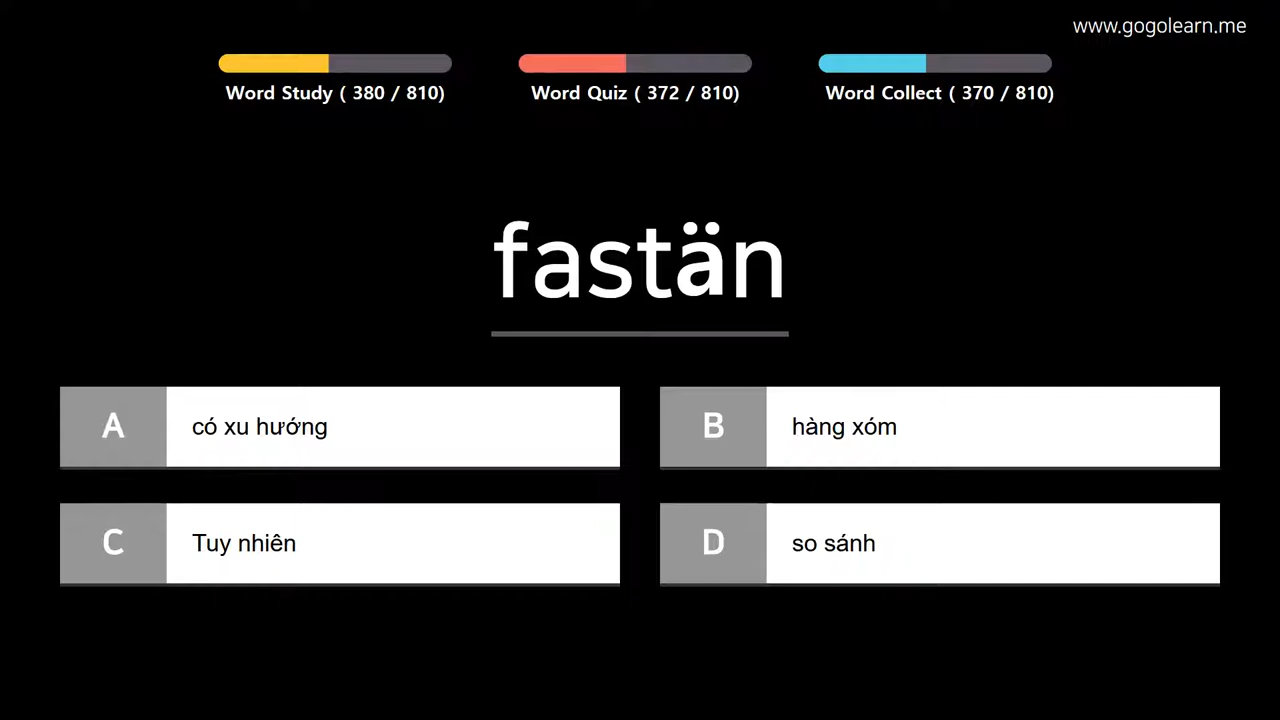 www.gogolearn.me
Word Study ( 380 / 810)
Word Quiz ( 372 / 810)
Word Collect ( 370 / 810)
fastän
A
có xu hướng
B
hàng xóm
C
Tuy nhiên
D
so sánh